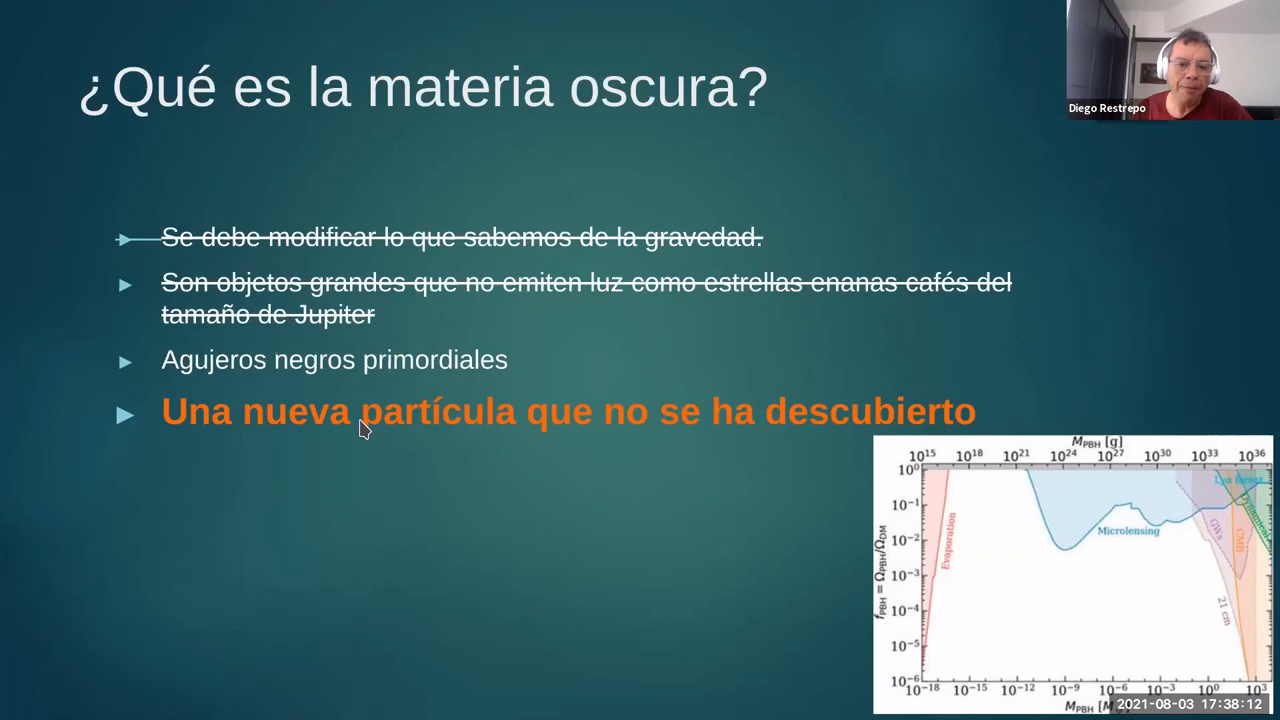 ¿Qué es la materia oscura?
Diego Restrepo
Se debe modificar lo que sabemos de la gravedad.
Son objetos grandes que no emiten luz como estrellas enanas cafés del
tamaño de Jupiter
Agujeros negros primordiales
Una nueva partícula que no se ha descubierto
M_PBH [g]
10^15 10^18 10^21 10^24 10^27 10^30 10^33 10^36
10^0
10^-1
10^-2
10^-3
10^-4
10^-5
10^-6
f_PBH = Ω_PBH/Ω_DM
Evaporation
Microlensing
GWs
CMB
Lyα forest
21 cm
10^-18 10^-15 10^-12 10^-9 10^-6 10^-3 10^0 10^3
M_PBH
2021-08-03 17:38:12